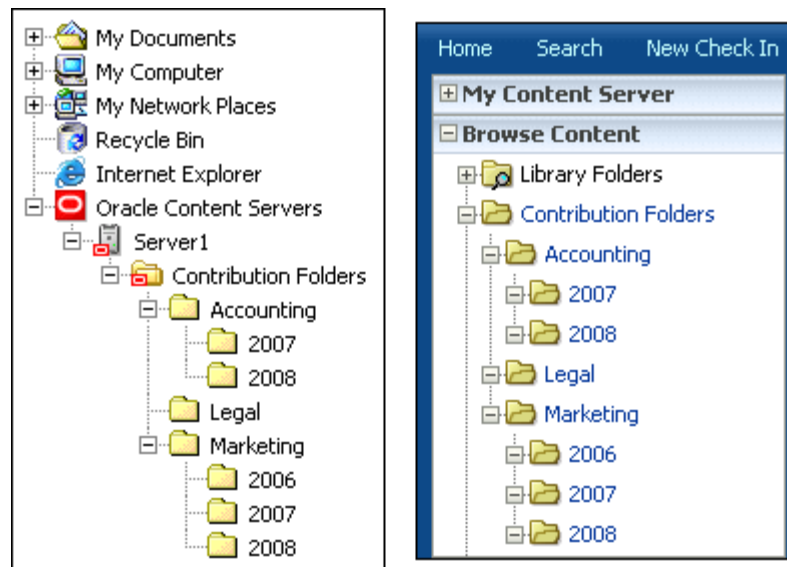 My Documents
My Computer
My Network Places
Recycle Bin
Internet Explorer
Oracle Content Servers
Server1
Contribution Folders
Accounting
2007
2008
Legal
Marketing
2006
2007
2008
Home Search New Check In
My Content Server
Browse Content
Library Folders
Contribution Folders
Accounting
2007
2008
Legal
Marketing
2006
2007
2008